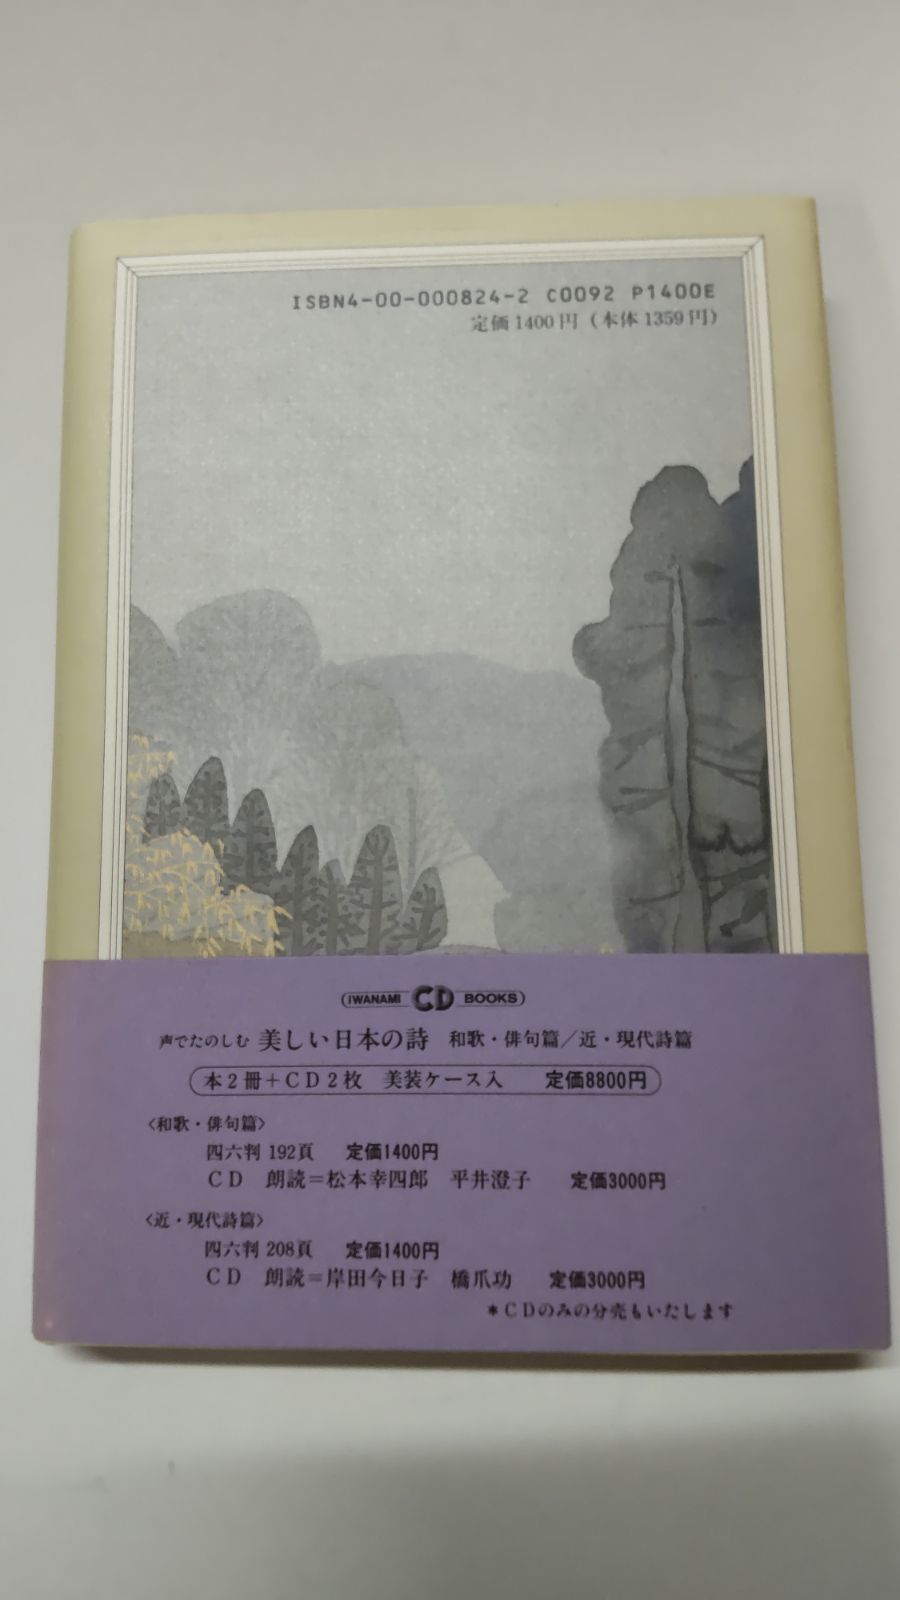 ISBN4-00-000824-2 C0092 P1400E
定価1400円（本体1359円）
IWANAMI CD BOOKS
声でたのしむ 美しい日本の詩 和歌・俳句篇／近・現代詩篇
本2冊＋CD2枚 美装ケース入 定価8800円
〈和歌・俳句篇〉
四六判 192頁 定価1400円
CD 朗読＝松本幸四郎 平井澄子 定価3000円
〈近・現代詩篇〉
四六判 208頁 定価1400円
CD 朗読＝岸田今日子 橋爪功 定価3000円
＊CDのみの分売もいたします